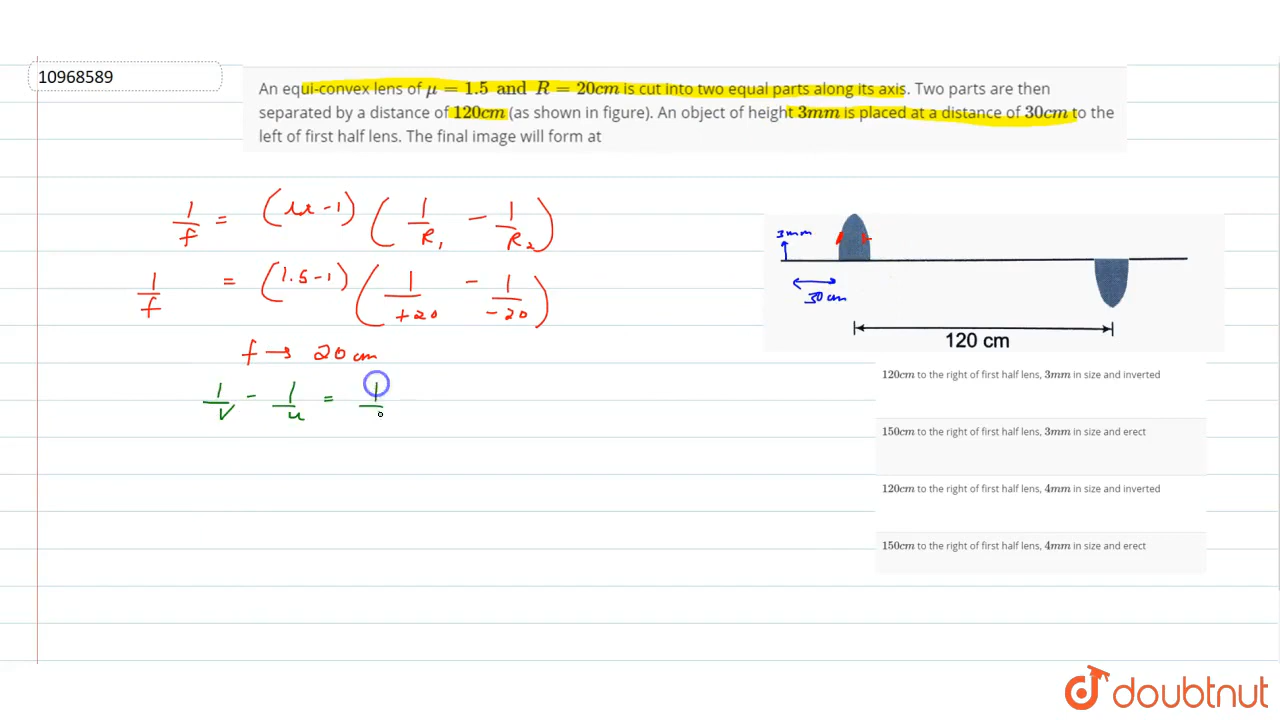 10968589
An equi-convex lens of μ = 1.5 and R = 20cm is cut into two equal parts along its axis. Two parts are then
separated by a distance of 120cm (as shown in figure). An object of height 3mm is placed at a distance of 30cm to the
left of first half lens. The final image will form at
1/f = (μ-1) (1/R₁ - 1/R₂)
1/f = (1.5-1) (1/+20 - 1/-20)
f → 20 cm
1/v - 1/u = 1/
3mm
30cm
120 cm
120cm to the right of first half lens, 3mm in size and inverted
150cm to the right of first half lens, 3mm in size and erect
120cm to the right of first half lens, 4mm in size and inverted
150cm to the right of first half lens, 4mm in size and erect
doubtnut